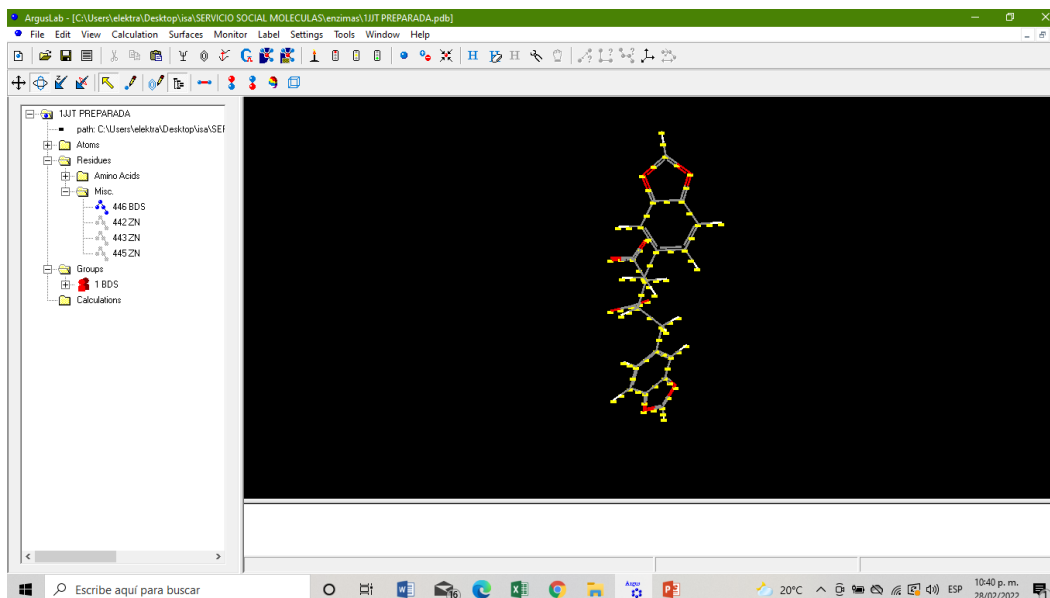 ArgusLab - [C:\Users\elektra\Desktop\isa\SERVICIO SOCIAL MOLECULAS\enzimas\1JJT PREPARADA.pdb]
File Edit View Calculation Surfaces Monitor Label Settings Tools Window Help
1JJT PREPARADA
path: C:\Users\elektra\Desktop\isa\SEF
Atoms
Residues
Amino Acids
Misc.
446 BDS
442 ZN
443 ZN
445 ZN
Groups
1 BDS
Calculations
Escribe aquí para buscar
16
Argus
20°C
ESP
10:40 p. m.
28/02/2022